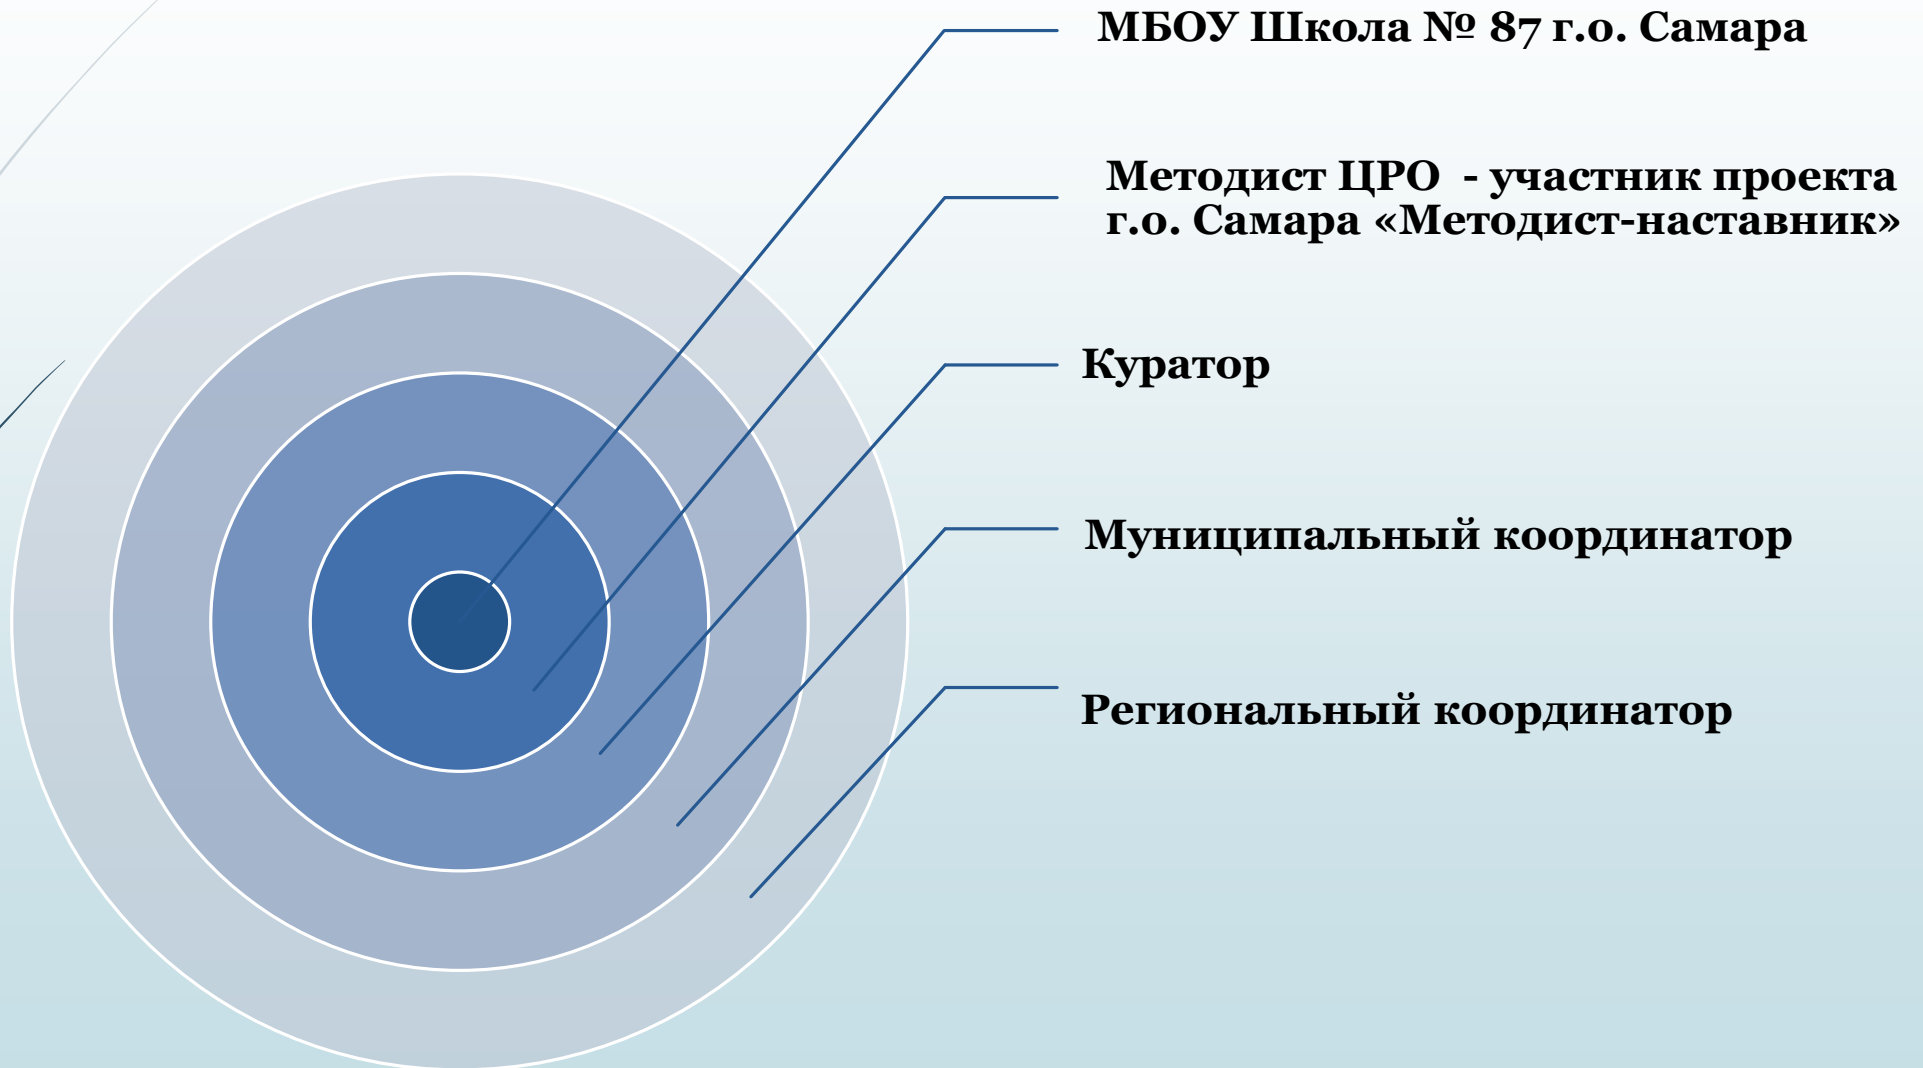 МБОУ Школа № 87 г.о. Самара
Методист ЦРО - участник проекта
г.о. Самара «Методист-наставник»
Куратор
Муниципальный координатор
Региональный координатор